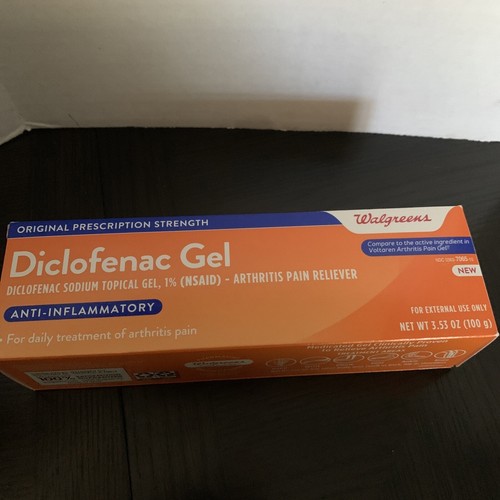 ORIGINAL PRESCRIPTION STRENGTH
Walgreens
Compare to the active ingredient in
Voltaren Arthritis Pain Gel
Diclofenac Gel
NEW
DICLOFENAC SODIUM TOPICAL GEL, 1% (NSAID) - ARTHRITIS PAIN RELIEVER
ANTI-INFLAMMATORY
FOR EXTERNAL USE ONLY
• For daily treatment of arthritis pain
NET WT 3.53 OZ (100 g)
100%